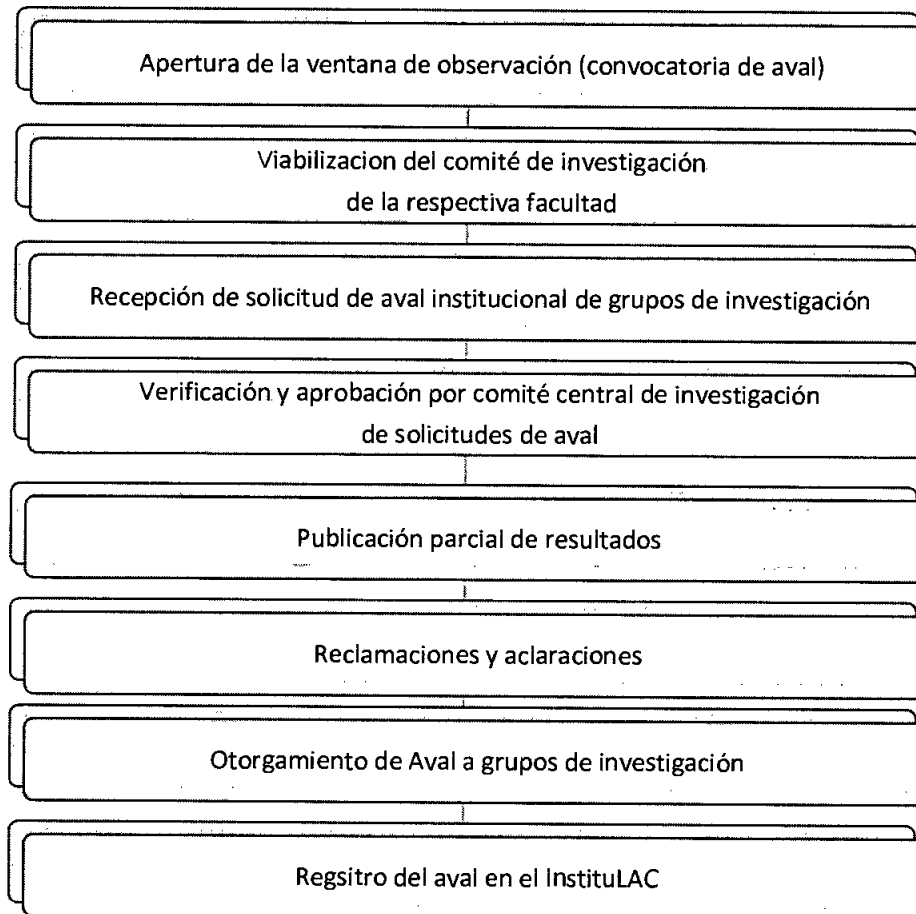 Apertura de la ventana de observación (convocatoria de aval)
Viabilizacion del comité de investigación
de la respectiva facultad
Recepción de solicitud de aval institucional de grupos de investigación
Verificación y aprobación por comité central de investigación
de solicitudes de aval
Publicación parcial de resultados
Reclamaciones y aclaraciones
Otorgamiento de Aval a grupos de investigación
Regsitro del aval en el InstituLAC